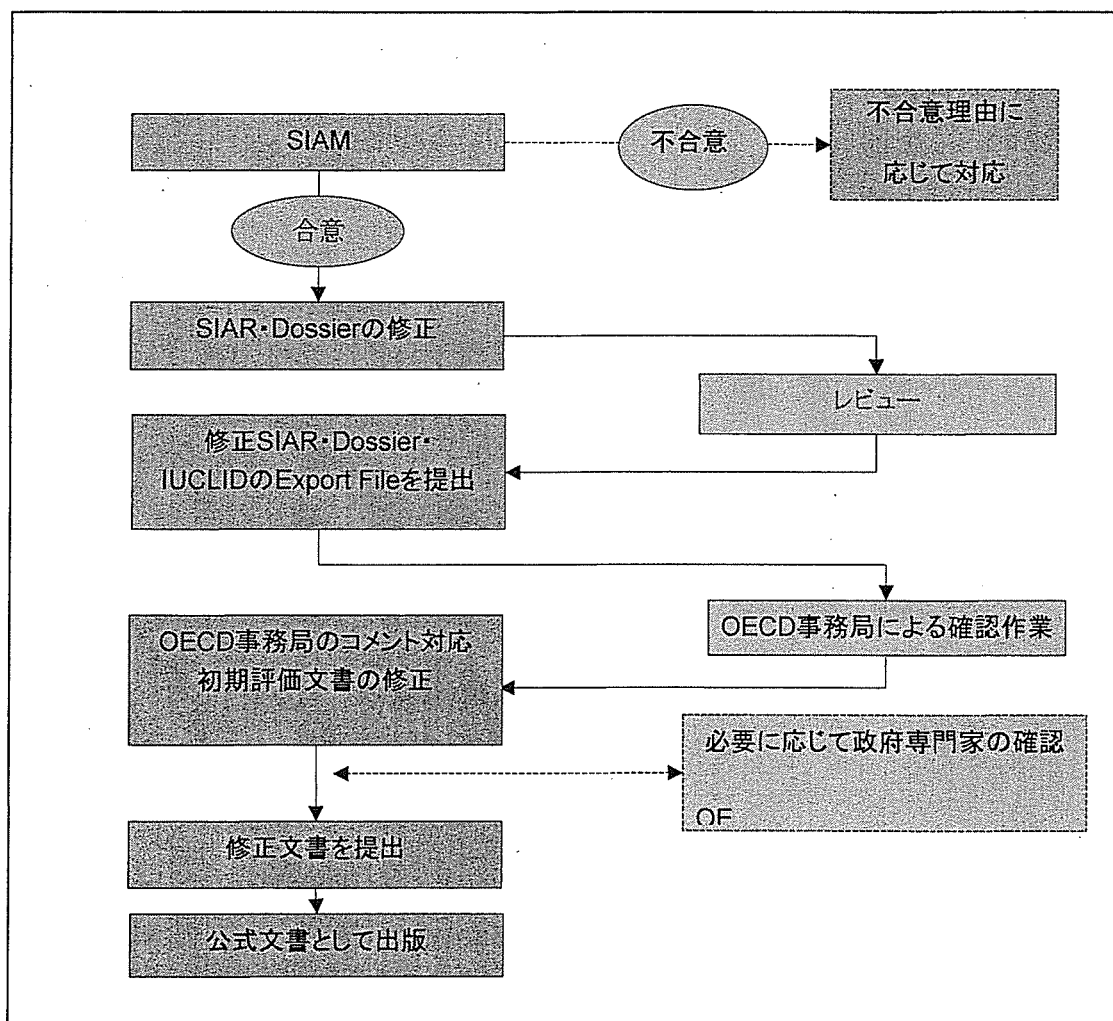 SIAM
不合意
不合意理由に
応じて対応
合意
SIAR・Dossierの修正
レビュー
修正SIAR・Dossier・
IUCLIDのExport Fileを提出
OECD事務局による確認作業
OECD事務局のコメント対応
初期評価文書の修正
必要に応じて政府専門家の確認
修正文書を提出
公式文書として出版